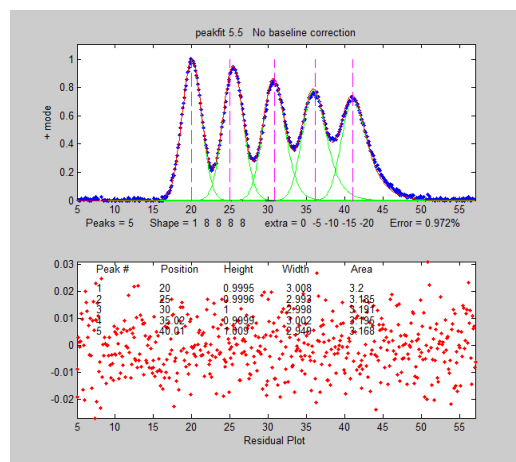 peakfit 5.5 No baseline correction
1
0.8
0.6
0.4
0.2
0
+ mode
5 10 15 20 25 30 35 40 45 50 55
Peaks = 5 Shape = 1 8 8 8 8 extra = 0 -5 -10 -15 -20 Error = 0.972%
0.03
0.02
0.01
0
-0.01
-0.02
Peak # Position Height Width Area
1 20 0.9995 3.008 3.2
2 25 0.9996 2.993 3.185
3 30 1 2.998 3.191
4 35.02 0.9999 3.002
5 40.01 1.005 2.949 3.168
5 10 15 20 25 30 35 40 45 50 55
Residual Plot